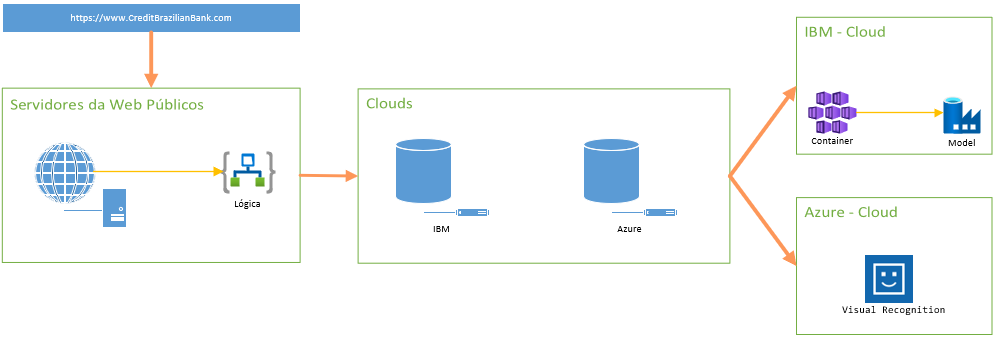 https://www.CreditBrazilianBank.com
Servidores da Web Públicos
Lógica
Clouds
IBM
Azure
IBM - Cloud
Container
Model
Azure - Cloud
Visual Recognition